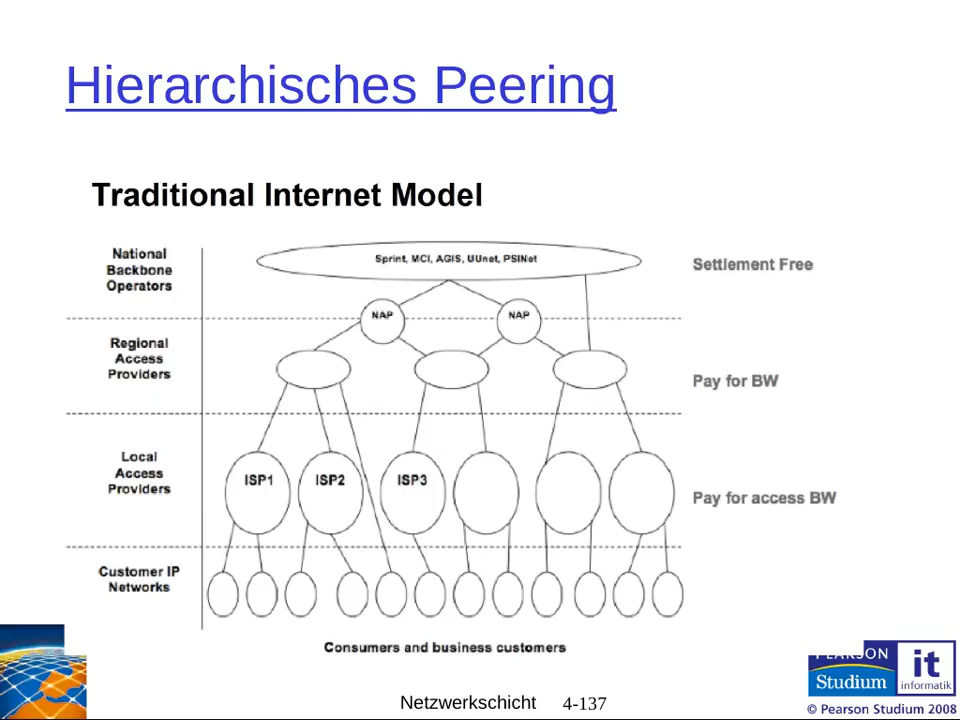 Hierarchisches Peering
Traditional Internet Model
National
Backbone
Operators
Sprint, MCI, AGIS, UUnet, PSINet
Settlement Free
NAP
NAP
Regional
Access
Providers
Pay for BW
Local
Access
Providers
ISP1
ISP2
ISP3
Pay for access BW
Customer IP
Networks
Consumers and business customers
Netzwerkschicht
4-137
PEARSON
Studium
it
informatik
© Pearson Studium 2008